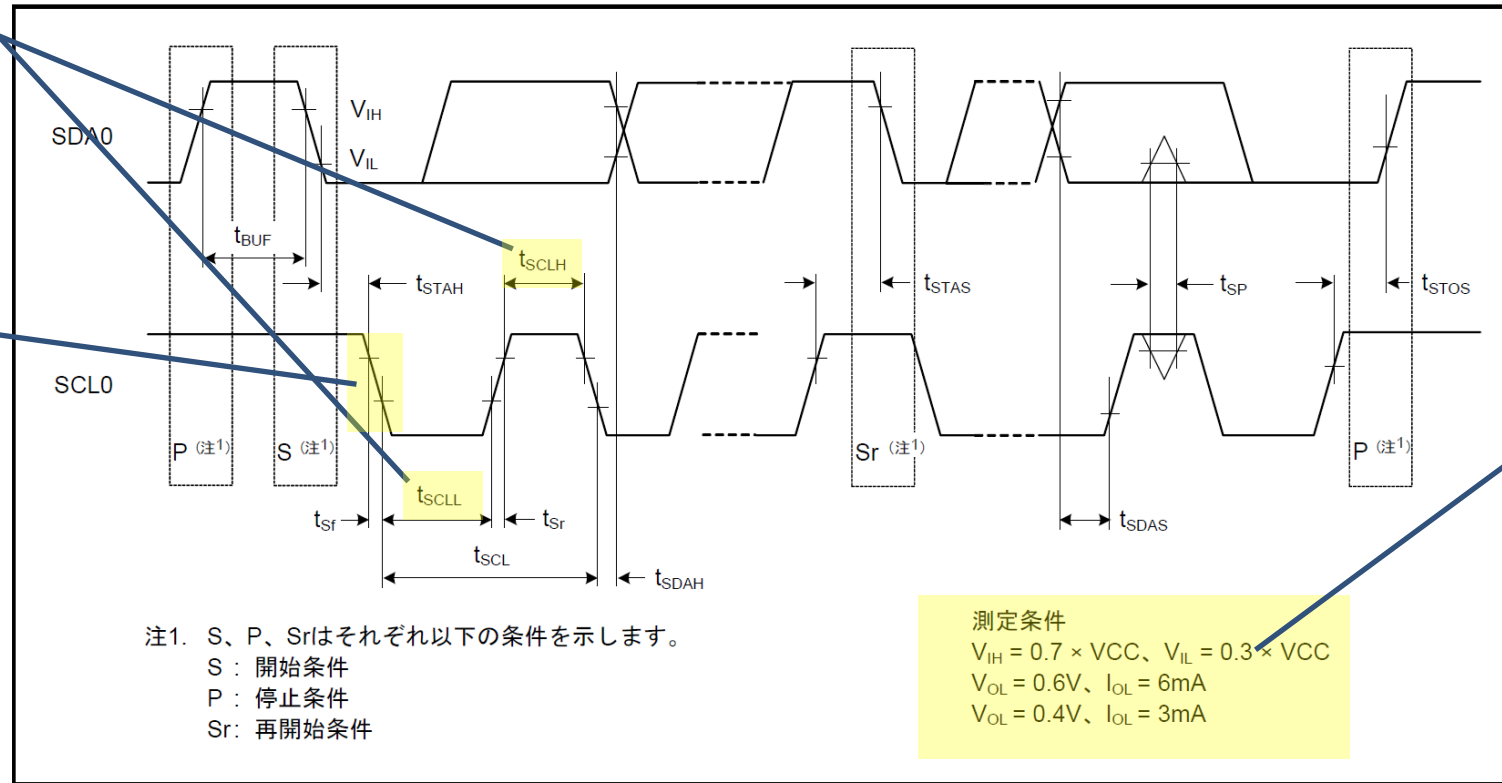 SDA0
VIH
VIL
tBUF
tSCLH
tSTAH
tSTAS
tSP
tSTOS
SCL0
P (注1)
S (注1)
Sr (注1)
P (注1)
tSCLL
tSf
tSr
tSCL
tSDAH
tSDAS
注1. S、P、Srはそれぞれ以下の条件を示します。
S : 開始条件
P : 停止条件
Sr: 再開始条件
測定条件
VIH = 0.7 × VCC、VIL = 0.3 × VCC
VOL = 0.6V、IOL = 6mA
VOL = 0.4V、IOL = 3mA